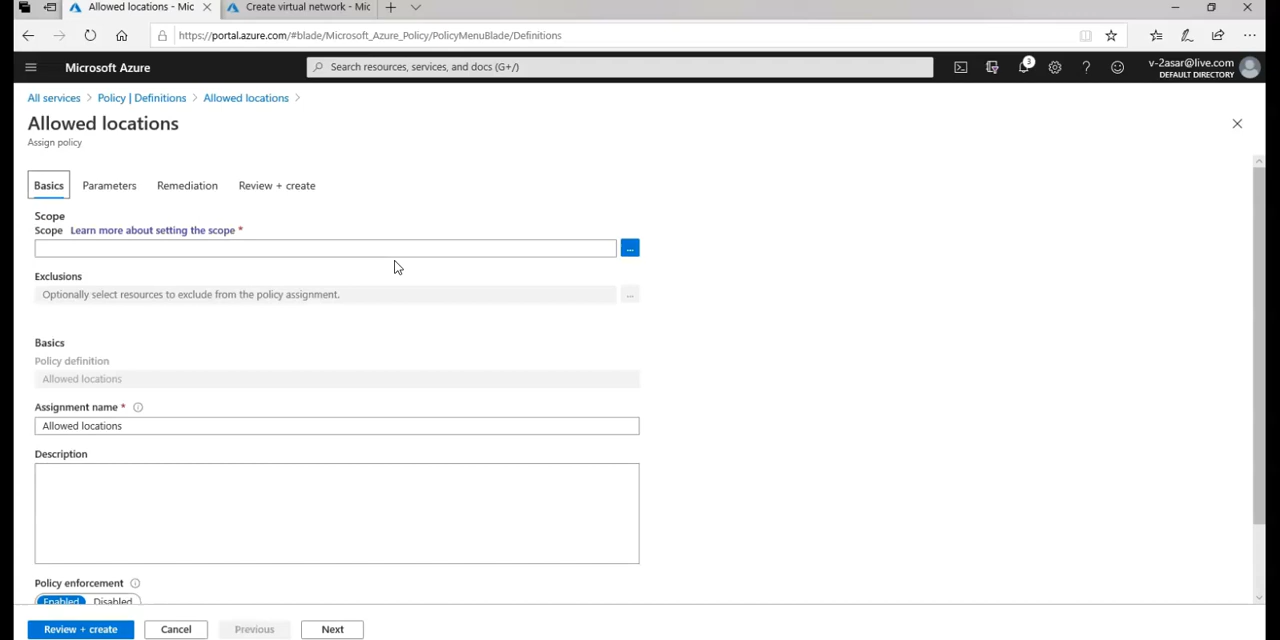 Allowed locations - Mic
Create virtual network - Mic
https://portal.azure.com/#blade/Microsoft_Azure_Policy/PolicyMenuBlade/Definitions
Microsoft Azure
Search resources, services, and docs (G+/)
3
v-2asar@live.com
DEFAULT DIRECTORY
All services > Policy | Definitions > Allowed locations >
Allowed locations
Assign policy
Basics Parameters Remediation Review + create
Scope
Scope Learn more about setting the scope *
...
Exclusions
Optionally select resources to exclude from the policy assignment.
...
Basics
Policy definition
Allowed locations
Assignment name *
Allowed locations
Description
Policy enforcement
Enabled Disabled
Review + create Cancel Previous Next